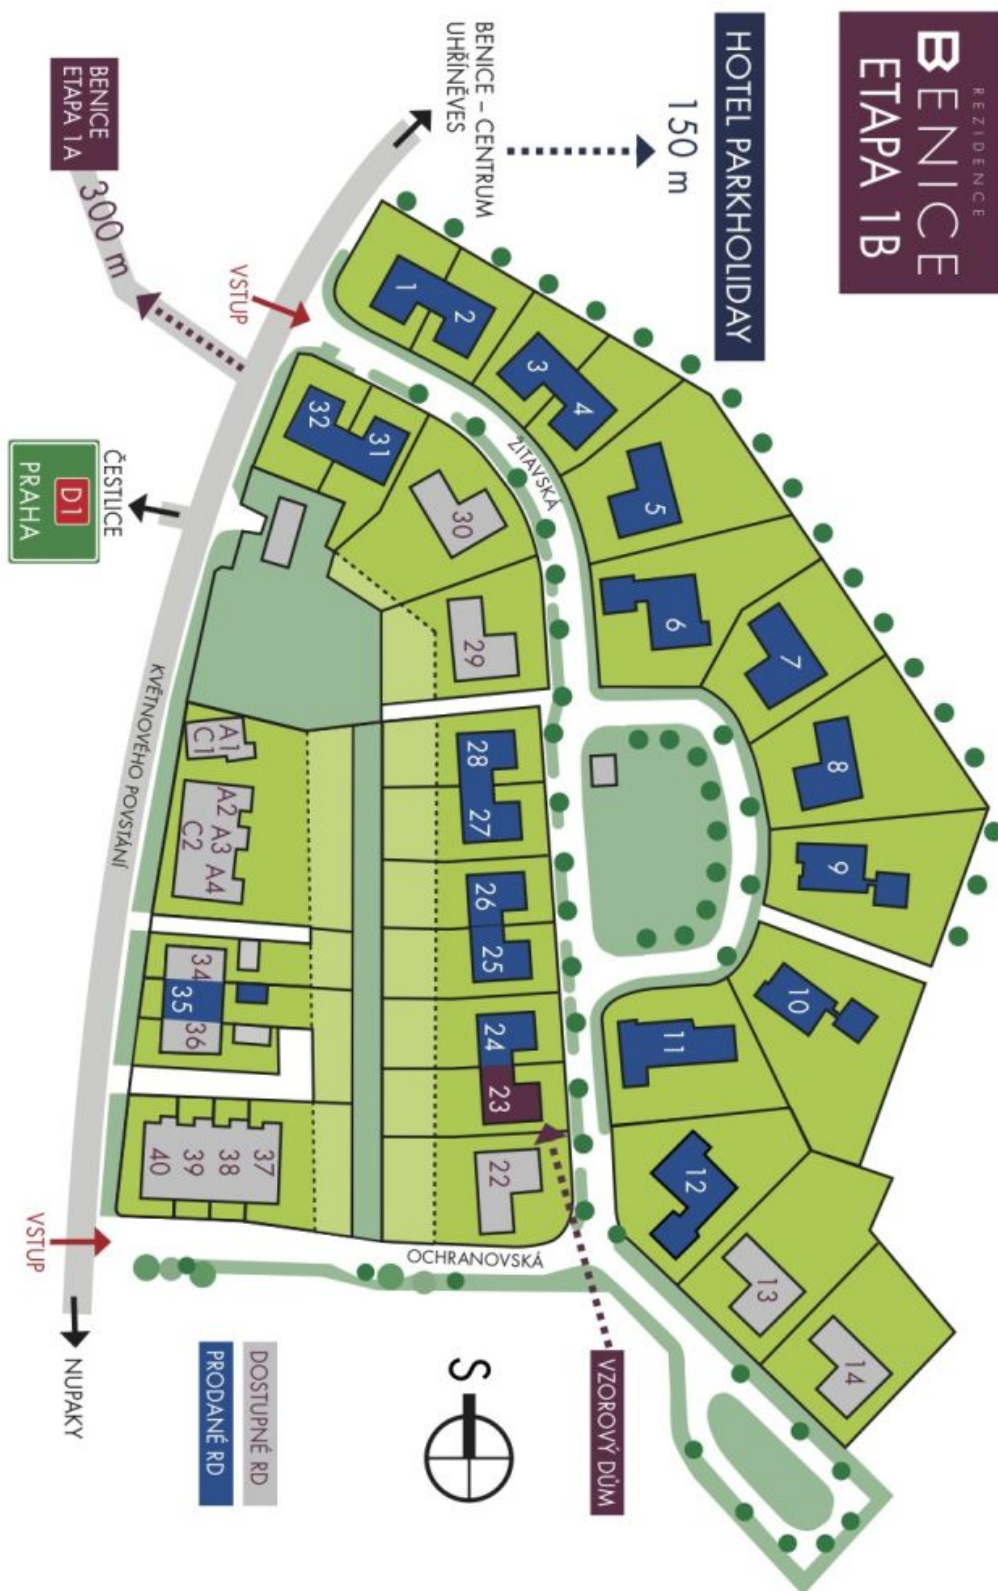 REZIDENCE
BENICE
ETAPA 1B
HOTEL PARKHOLIDAY
150 m
BENICE – CENTRUM
UHŘÍNĚVES
BENICE
ETAPA 1A
300 m
VSTUP
ČESTLICE
D1
PRAHA
ŽITAVSKÁ
KVĚTNOVÉHO POVSTÁNÍ
OCHRANOVSKÁ
1
2
3
4
5
6
7
8
9
10
11
12
13
14
32
31
30
29
28
27
26
25
24
23
22
A1
C1
A2
A3
A4
C2
34
35
36
37
38
39
40
VSTUP
NUPAKY
VZOROVÝ DŮM
S
DOSTUPNÉ RD
PRODANÉ RD